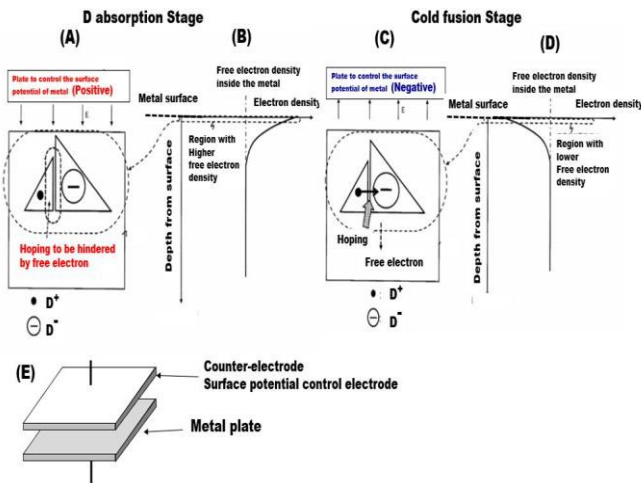 D absorption Stage
Cold fusion Stage
(A)
(B)
(C)
(D)
Plate to control the surface
potential of metal (Positive)
E
Hoping to be hindered
by free electron
D+
D-
Metal surface
Free electron density
inside the metal
Electron density
Region with
Higher
free electron
density
Depth from surface
Plate to control the surface
potential of metal (Negative)
E
Hoping
Free electron
D+
D-
Metal surface
Free electron density
inside the metal
Electron density
Region with
lower
Free electron
density
Depth from surface
(E)
Counter-electrode
Surface potential control electrode
Metal plate